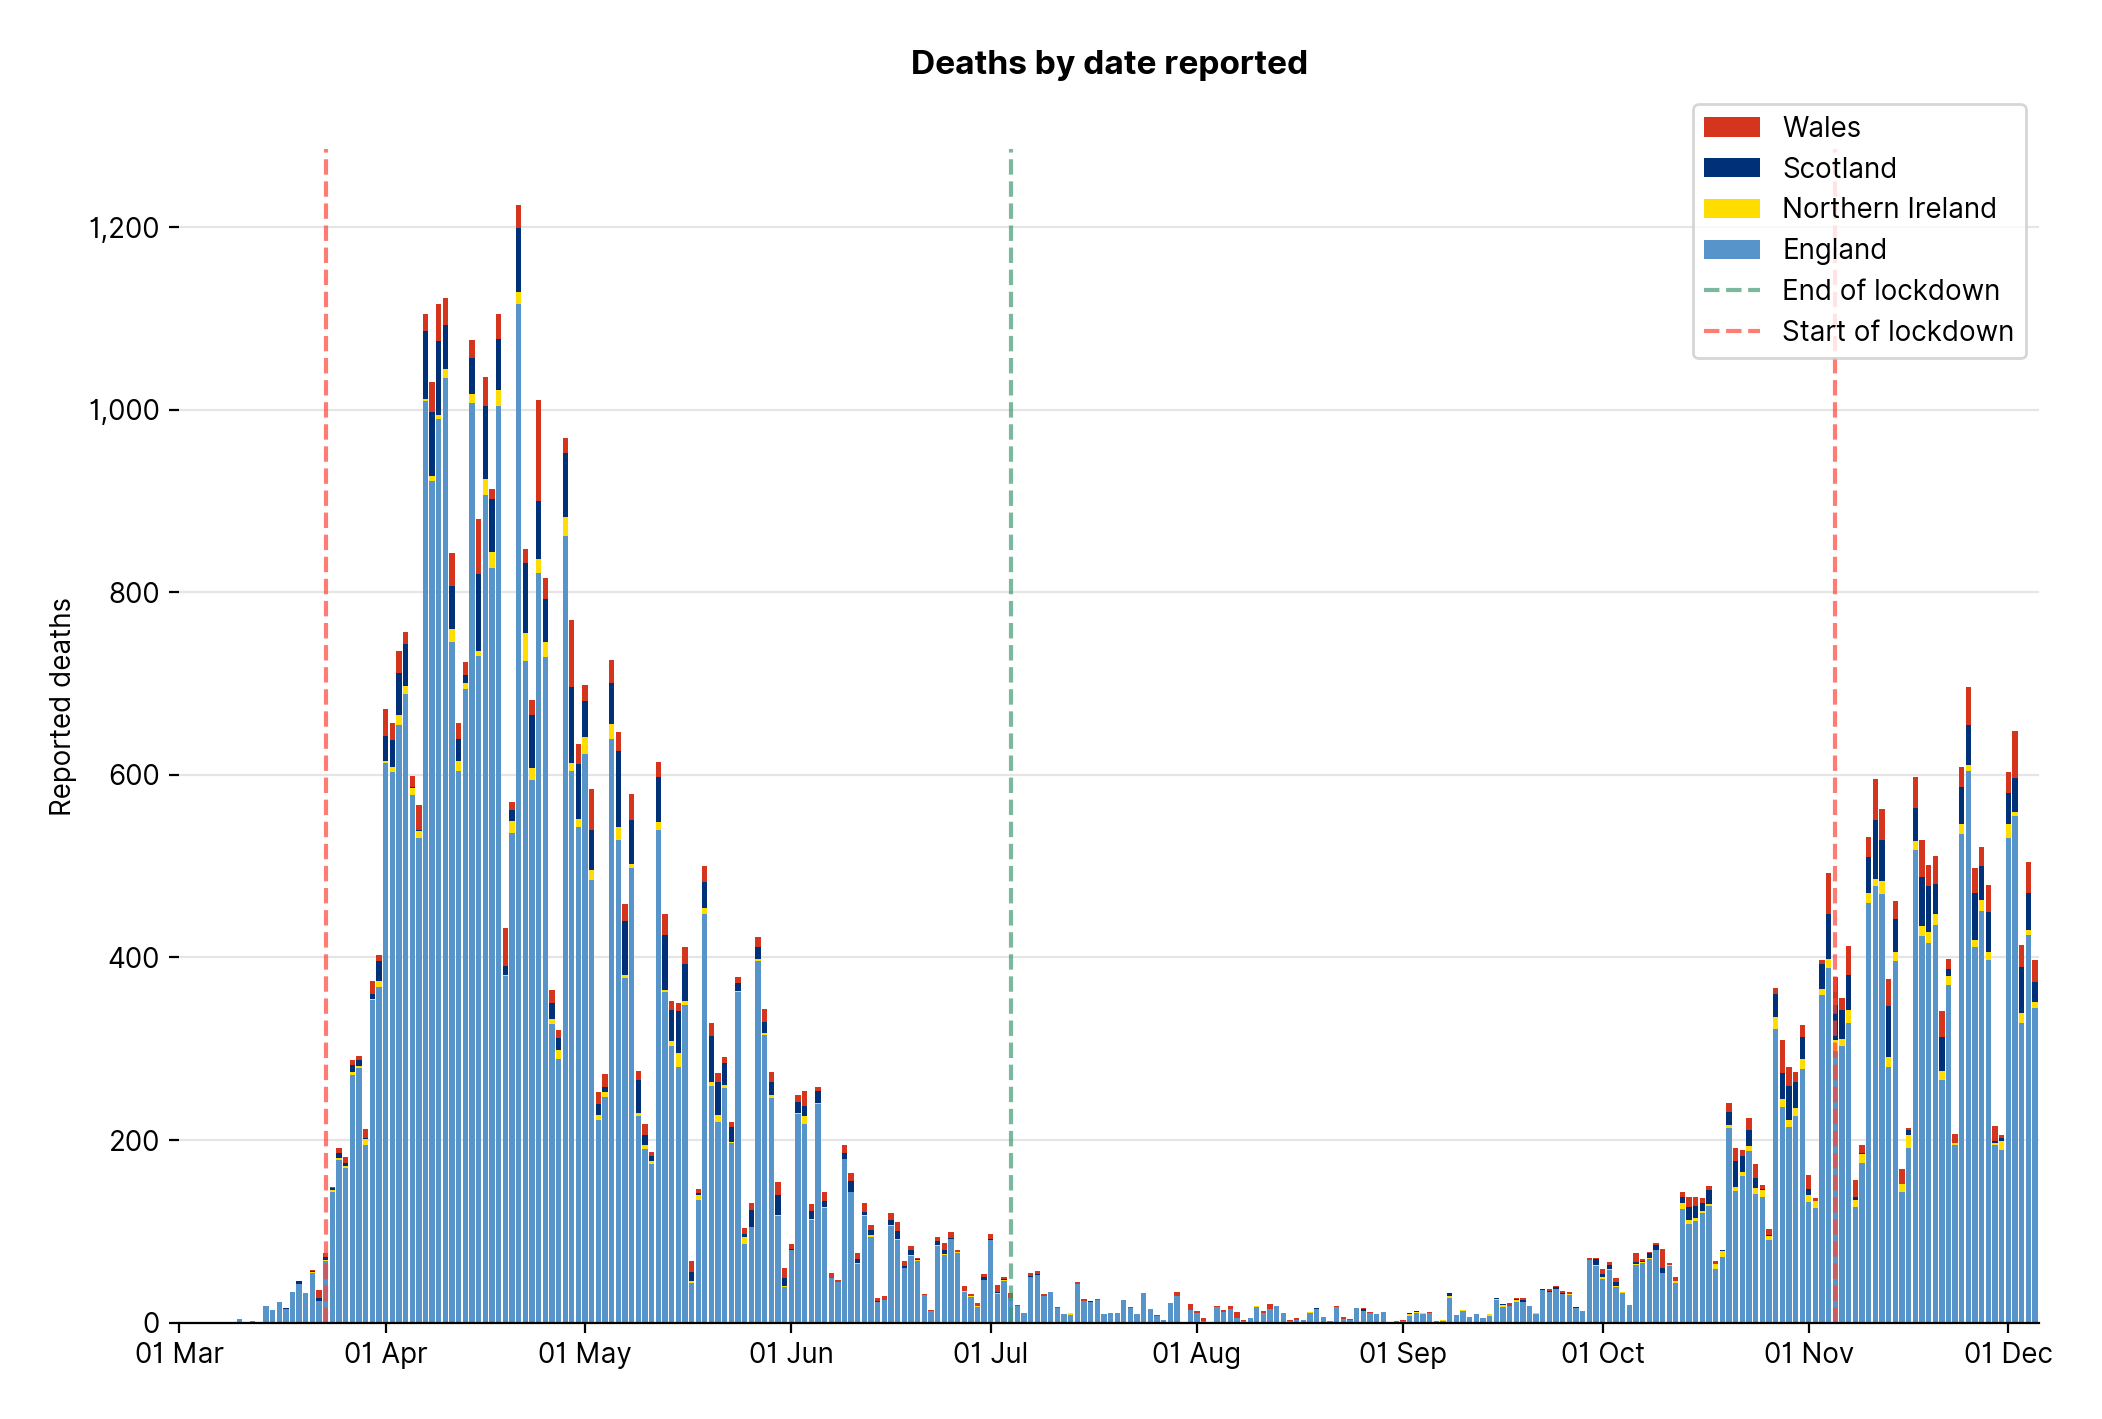 Deaths by date reported
Wales
Scotland
Northern Ireland
England
End of lockdown
Start of lockdown
1,200
1,000
800
600
400
200
0
Reported deaths
01 Mar
01 Apr
01 May
01 Jun
01 Jul
01 Aug
01 Sep
01 Oct
01 Nov
01 Dec